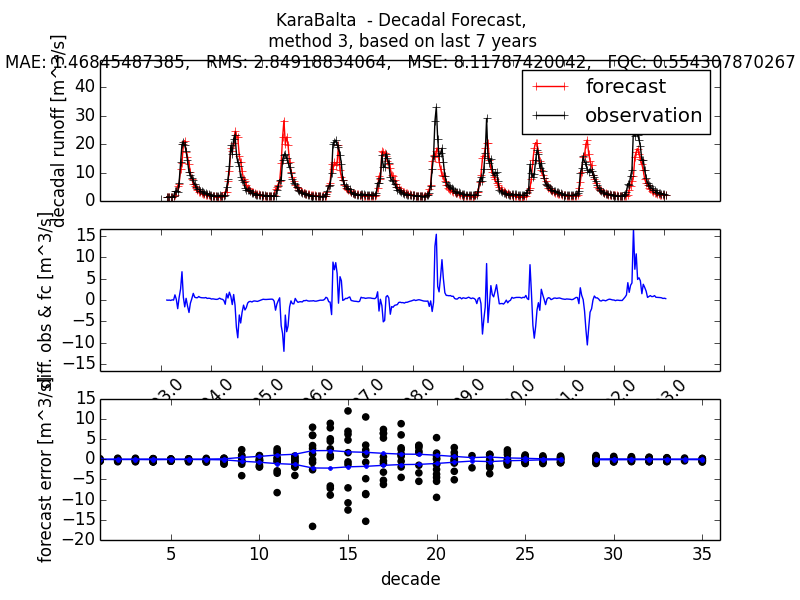 KaraBalta - Decadal Forecast,
method 3, based on last 7 years
MAE: 1.46845487385, RMS: 2.84918834064, MSE: 8.11787420042, FQC: 0.554307870267
decadal runoff [m^3/s]
40
30
20
10
0
forecast
observation
diff. obs & fc [m^3/s]
15
10
5
0
−5
−10
−15
forecast error [m^3/s]
15
10
5
0
−5
−10
−15
−20
5 10 15 20 25 30 35
decade